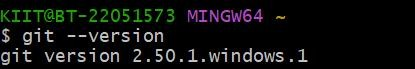 KIIT@BT-22051573 MINGW64 ~
$ git --version
git version 2.50.1.windows.1